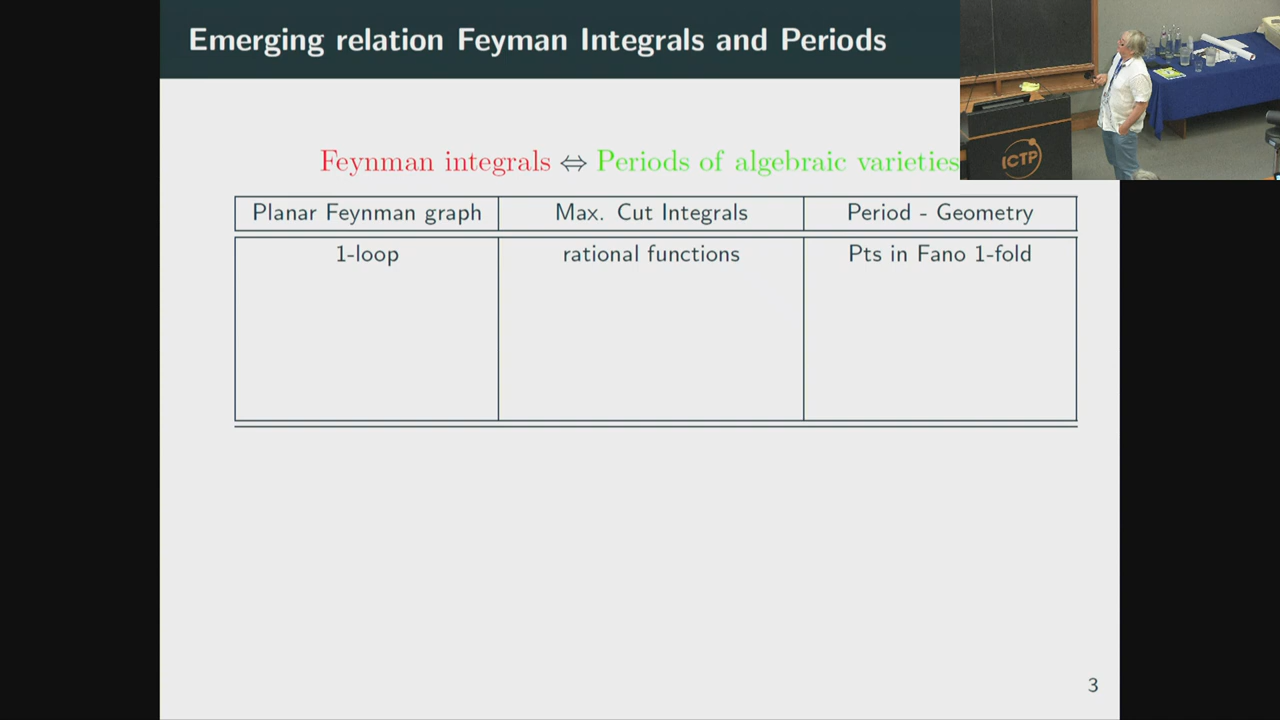 Emerging relation Feyman Integrals and Periods
ICTP
Feynman integrals ⇔ Periods of algebraic varieties
Planar Feynman graph Max. Cut Integrals Period - Geometry
1-loop rational functions Pts in Fano 1-fold
3